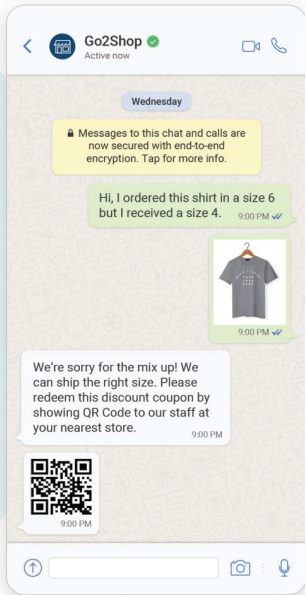 Go2Shop
Active now
Wednesday
Messages to this chat and calls are
now secured with end-to-end
encryption. Tap for more info.
Hi, I ordered this shirt in a size 6
but I received a size 4. 9:00 PM
9:00 PM
We're sorry for the mix up! We
can ship the right size. Please
redeem this discount coupon by
showing QR Code to our staff at
your nearest store.
9:00 PM
9:00 PM